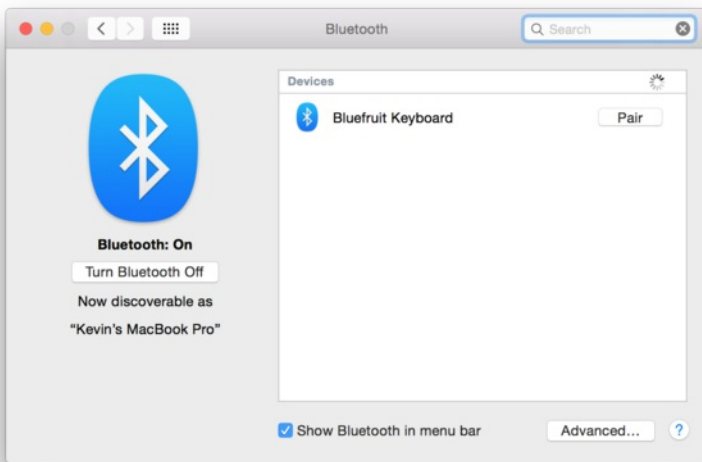 Bluetooth
Search
Devices
Bluefruit Keyboard
Pair
Bluetooth: On
Turn Bluetooth Off
Now discoverable as
“Kevin’s MacBook Pro”
Show Bluetooth in menu bar
Advanced...
?